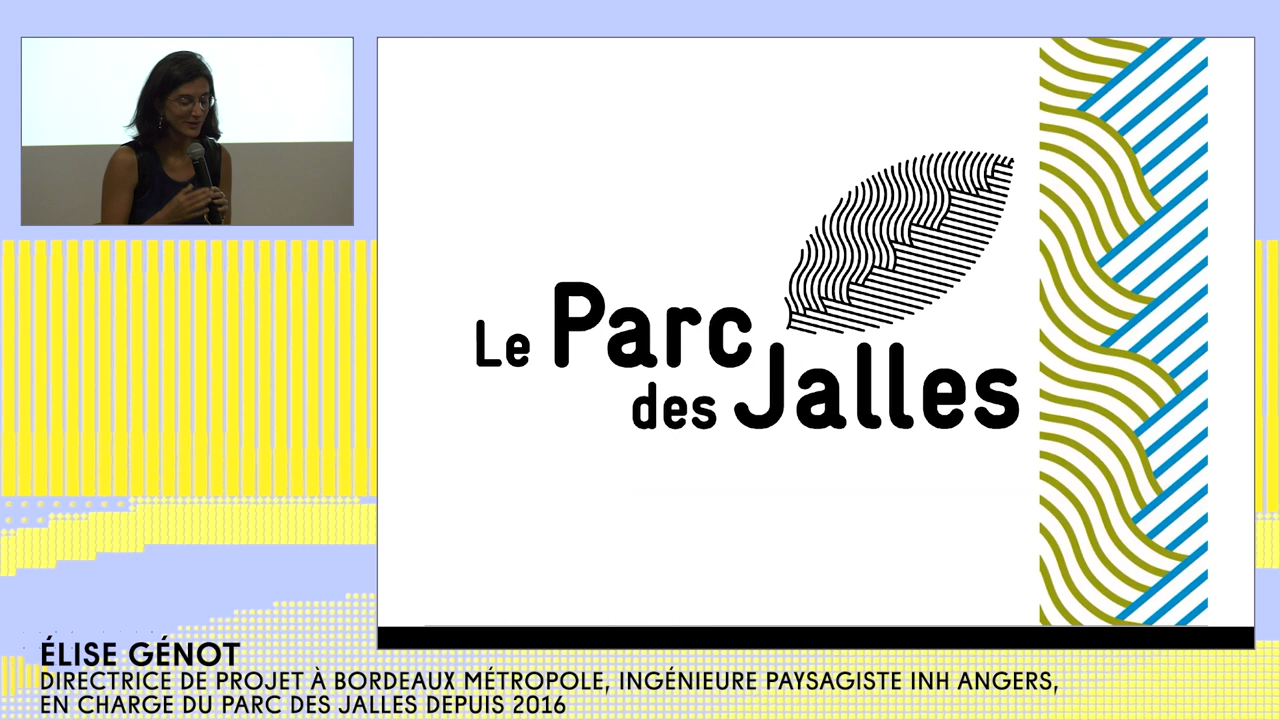 Le Parc
des Jalles
ÉLISE GÉNOT
DIRECTRICE DE PROJET À BORDEAUX MÉTROPOLE, INGÉNIEURE PAYSAGISTE INH ANGERS,
EN CHARGE DU PARC DES JALLES DEPUIS 2016